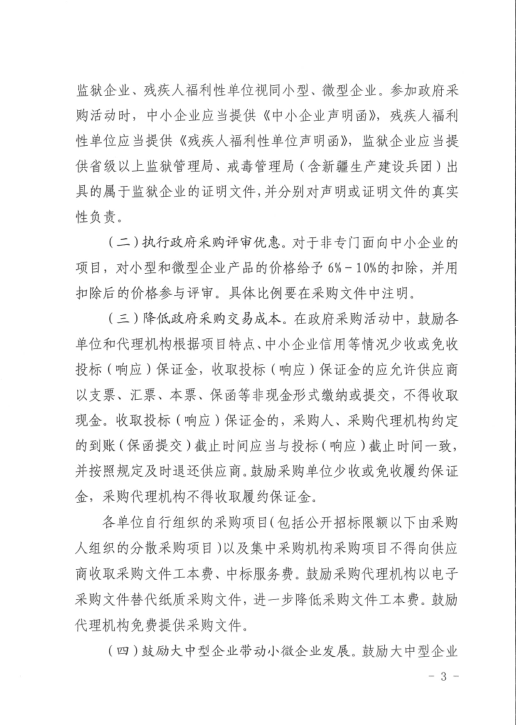 监狱企业、残疾人福利性单位视同小型、微型企业。参加政府采
购活动时，中小企业应当提供《中小企业声明函》，残疾人福利
性单位应当提供《残疾人福利性单位声明函》，监狱企业应当提
供省级以上监狱管理局、戒毒管理局（含新疆生产建设兵团）出
具的属于监狱企业的证明文件，并分别对声明或证明文件的真实
性负责。
（二）执行政府采购评审优惠。对于非专门面向中小企业的
项目，对小型和微型企业产品的价格给予 6%－10%的扣除，并用
扣除后的价格参与评审。具体比例要在采购文件中注明。
（三）降低政府采购交易成本。在政府采购活动中，鼓励各
单位和代理机构根据项目特点、中小企业信用等情况少收或免收
投标（响应）保证金，收取投标（响应）保证金的应允许供应商
以支票、汇票、本票、保函等非现金形式缴纳或提交，不得收取
现金。收取投标（响应）保证金的，采购人、采购代理机构约定
的到账（保函提交）截止时间应当与投标（响应）截止时间一致，
并按照规定及时退还供应商。鼓励采购单位少收或免收履约保证
金，采购代理机构不得收取履约保证金。
各单位自行组织的采购项目（包括公开招标限额以下由采购
人组织的分散采购项目）以及集中采购机构采购项目不得向供应
商收取采购文件工本费、中标服务费。鼓励采购代理机构以电子
采购文件替代纸质采购文件，进一步降低采购文件工本费。鼓励
代理机构免费提供采购文件。
（四）鼓励大中型企业带动小微企业发展。鼓励大中型企业
－ 3 －